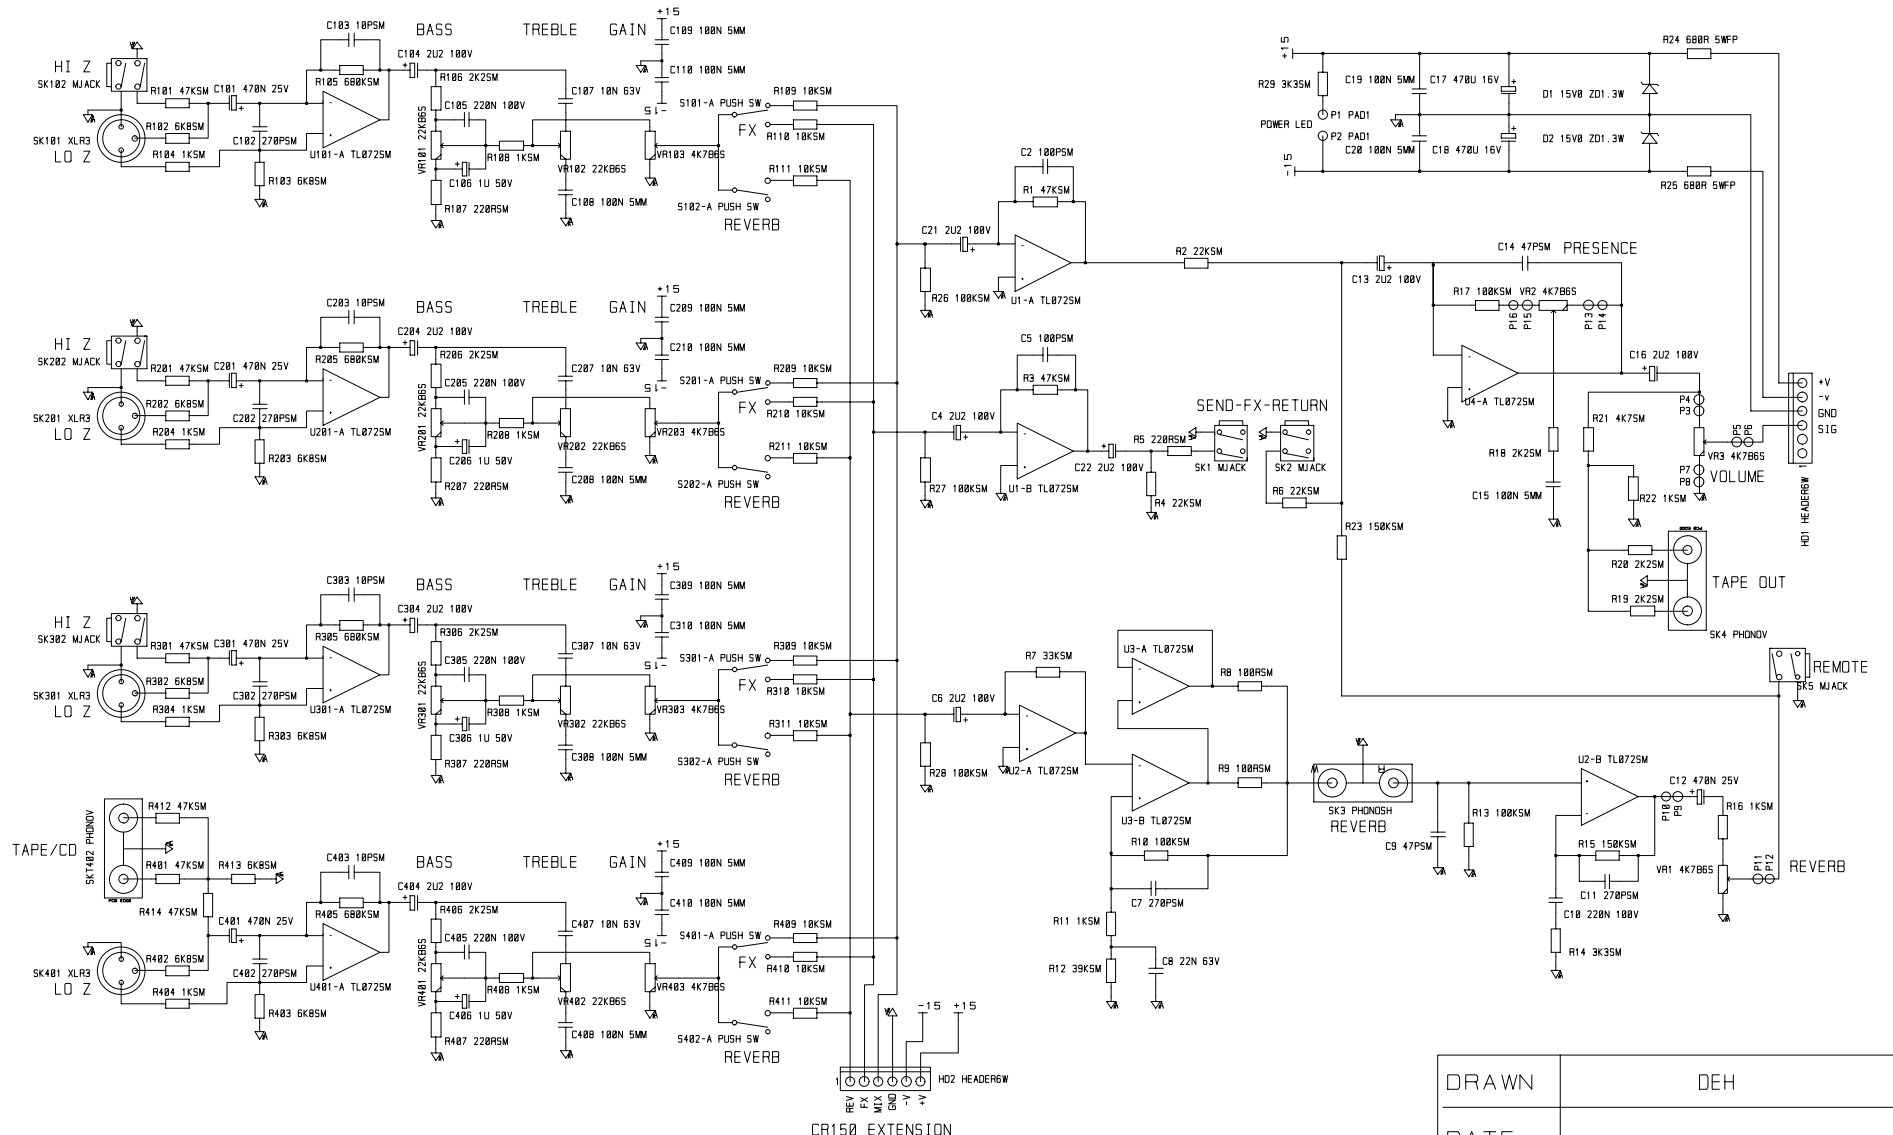 C103 10PSM
BASS
TREBLE
GAIN
+15
C109 100N 5MM
C104 2U2 100V
HI Z
SK102 MJACK
R105 680KSM
R106 2K2SM
C110 100N 5MM
-15
R101 47KSM
C101 470N 25V
C105 220N 100V
C107 10N 63V
S101-A PUSH SW
R109 10KSM
R102 6K8SM
SK101 XLR3
LO Z
C102 270PSM
FX
R110 10KSM
R104 1KSM
U101-A TL072SM
VR101 22KB6S
R108 1KSM
VR102 22KB6S
VR103 4K7B6S
R103 6K8SM
C106 1U 50V
R111 10KSM
R107 220RSM
C108 100N 5MM
S102-A PUSH SW
REVERB
C203 10PSM
BASS
TREBLE
GAIN
+15
C209 100N 5MM
C204 2U2 100V
HI Z
SK202 MJACK
R205 680KSM
R206 2K2SM
C210 100N 5MM
-15
R201 47KSM
C201 470N 25V
C205 220N 100V
C207 10N 63V
S201-A PUSH SW
R209 10KSM
R202 6K8SM
SK201 XLR3
LO Z
C202 270PSM
FX
R210 10KSM
R204 1KSM
U201-A TL072SM
VR201 22KB6S
R208 1KSM
VR202 22KB6S
VR203 4K7B6S
R203 6K8SM
C206 1U 50V
R211 10KSM
R207 220RSM
C208 100N 5MM
S202-A PUSH SW
REVERB
C303 10PSM
BASS
TREBLE
GAIN
+15
C309 100N 5MM
C304 2U2 100V
HI Z
SK302 MJACK
R305 680KSM
R306 2K2SM
C310 100N 5MM
-15
R301 47KSM
C301 470N 25V
C305 220N 100V
C307 10N 63V
S301-A PUSH SW
R309 10KSM
R302 6K8SM
SK301 XLR3
LO Z
C302 270PSM
FX
R310 10KSM
R304 1KSM
U301-A TL072SM
VR301 22KB6S
R308 1KSM
VR302 22KB6S
VR303 4K7B6S
R303 6K8SM
C306 1U 50V
R311 10KSM
R307 220RSM
C308 100N 5MM
S302-A PUSH SW
REVERB
R412 47KSM
TAPE/CD
SKT402 PHONOV
PCB EDGE
R401 47KSM
R413 6K8SM
R414 47KSM
C403 10PSM
BASS
TREBLE
GAIN
+15
C409 100N 5MM
C404 2U2 100V
R405 680KSM
R406 2K2SM
C410 100N 5MM
-15
C401 470N 25V
C405 220N 100V
C407 10N 63V
S401-A PUSH SW
R409 10KSM
R402 6K8SM
SK401 XLR3
LO Z
C402 270PSM
FX
R410 10KSM
R404 1KSM
U401-A TL072SM
VR401 22KB6S
R408 1KSM
VR402 22KB6S
VR403 4K7B6S
R403 6K8SM
C406 1U 50V
R411 10KSM
R407 220RSM
C408 100N 5MM
S402-A PUSH SW
REVERB
-15
+15
1
HD2 HEADER6W
REV
FX
MIX
GND
-V
+V
CR150 EXTENSION
C2 100PSM
R1 47KSM
C21 2U2 100V
R26 100KSM
U1-A TL072SM
R2 22KSM
C5 100PSM
R3 47KSM
C4 2U2 100V
R27 100KSM
U1-B TL072SM
C22 2U2 100V
R5 220RSM
R4 22KSM
SEND-FX-RETURN
SK1 MJACK
SK2 MJACK
R6 22KSM
R23 150KSM
R7 33KSM
C6 2U2 100V
R28 100KSM
U2-A TL072SM
U3-A TL072SM
R8 100RSM
R9 100RSM
U3-B TL072SM
R10 100KSM
C7 270PSM
R11 1KSM
R12 39KSM
C8 22N 63V
W
R
SK3 PHONOSH
REVERB
C9 47PSM
R13 100KSM
U2-B TL072SM
C12 470N 25V
P10
P9
R16 1KSM
R15 150KSM
C11 270PSM
VR1 4K7B6S
P11
P12
REVERB
C10 220N 100V
R14 3K3SM
REMOTE
SK5 MJACK
+15
R24 680R 5WFP
R29 3K3SM
C19 100N 5MM
C17 470U 16V
D1 15V0 ZD1.3W
P1 PAD1
POWER LED
P2 PAD1
D2 15V0 ZD1.3W
C20 100N 5MM
C18 470U 16V
-15
R25 680R 5WFP
C14 47PSM
PRESENCE
C13 2U2 100V
R17 100KSM
VR2 4K7B6S
P16
P15
P13
P14
U4-A TL072SM
C16 2U2 100V
R18 2K2SM
C15 100N 5MM
R21 4K7SM
P4
P3
P5
P6
VR3 4K7B6S
P7
P8
VOLUME
R22 1KSM
+V
-v
GND
SIG
1
HD1 HEADER6W
PCB EDGE
R20 2K2SM
TAPE OUT
R19 2K2SM
SK4 PHONOV
DRAWN
DEH
DATE